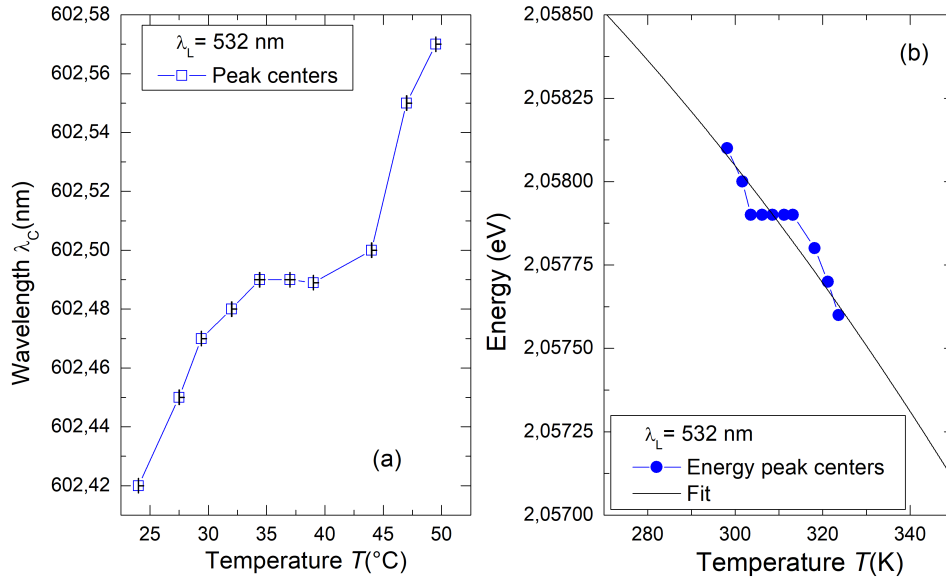 602,58
602,56
602,54
602,52
602,50
602,48
602,46
602,44
602,42
Wavelength λC(nm)
λL= 532 nm
Peak centers
(a)
25 30 35 40 45 50
Temperature T(°C)
2,05850
2,05825
2,05800
2,05775
2,05750
2,05725
2,05700
Energy (eV)
(b)
λL= 532 nm
Energy peak centers
Fit
280 300 320 340
Temperature T(K)